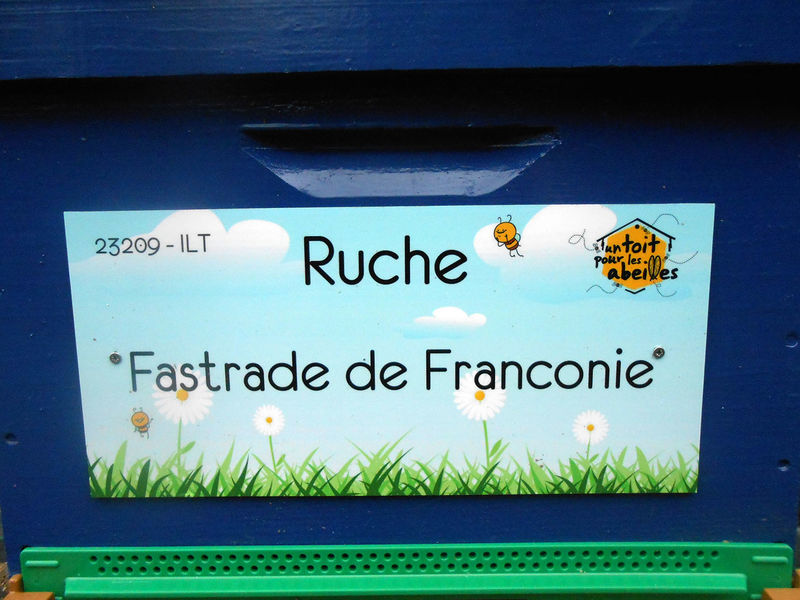 23209 - ILT
Ruche
un toit
pour les
abeilles
Fastrade de Franconie